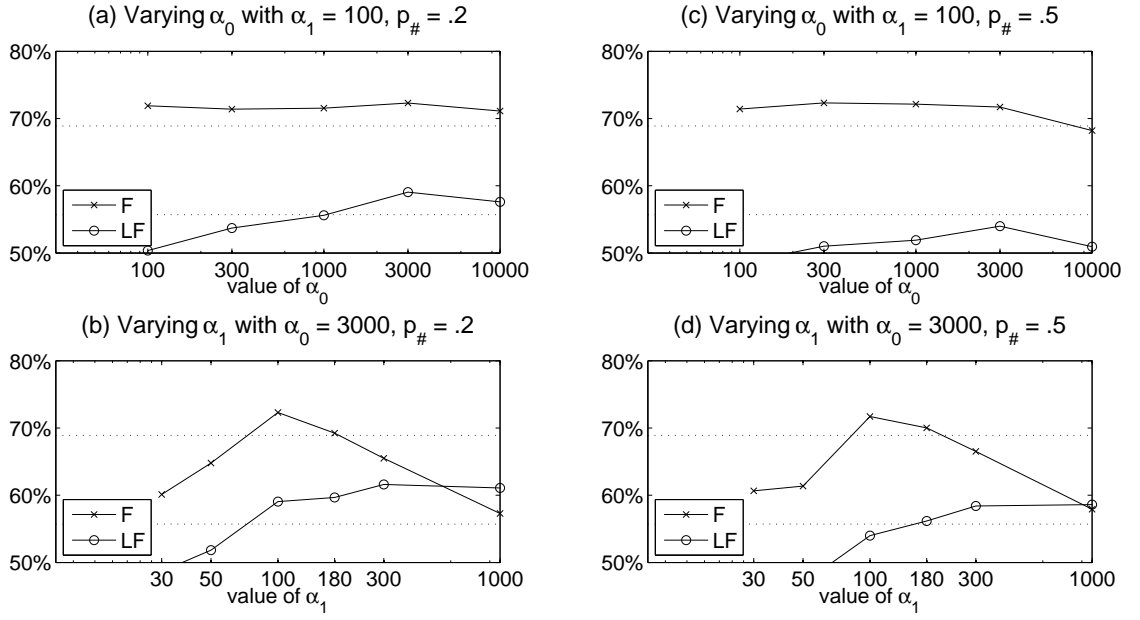 (a) Varying α0 with α1 = 100, p# = .2
80%
70%
60%
50%
F
LF
100 300 1000 3000 10000
value of α0
(c) Varying α0 with α1 = 100, p# = .5
80%
70%
60%
50%
F
LF
100 300 1000 3000 10000
value of α0
(b) Varying α1 with α0 = 3000, p# = .2
80%
70%
60%
50%
F
LF
30 50 100 180 300 1000
value of α1
(d) Varying α1 with α0 = 3000, p# = .5
80%
70%
60%
50%
F
LF
30 50 100 180 300 1000
value of α1